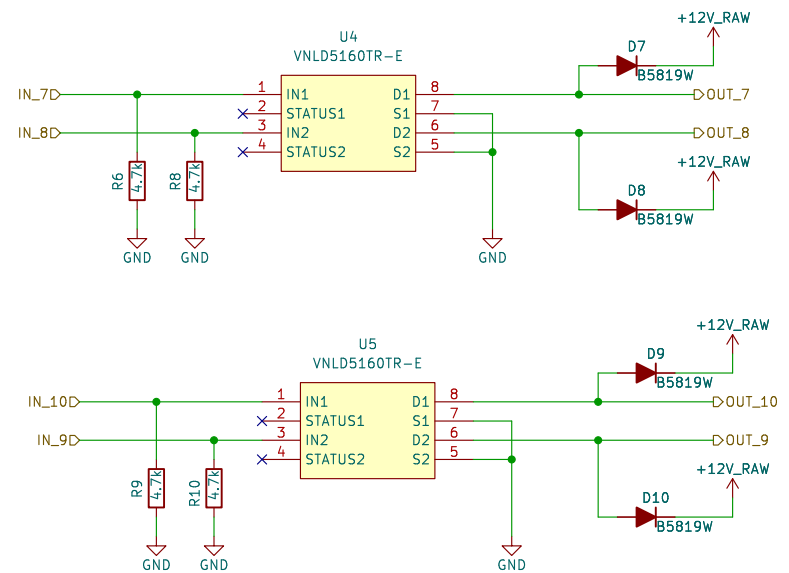 +12V_RAW
U4
VNLD5160TR-E
D7
B5819W
IN_7
1
IN1
D1
8
OUT_7
2
STATUS1
S1
7
IN_8
3
IN2
D2
6
OUT_8
4
STATUS2
S2
5
+12V_RAW
R6
4.7k
R8
4.7k
D8
B5819W
GND
GND
GND
+12V_RAW
U5
VNLD5160TR-E
D9
B5819W
IN_10
1
IN1
D1
8
OUT_10
2
STATUS1
S1
7
IN_9
3
IN2
D2
6
OUT_9
4
STATUS2
S2
5
+12V_RAW
R9
4.7k
R10
4.7k
D10
B5819W
GND
GND
GND